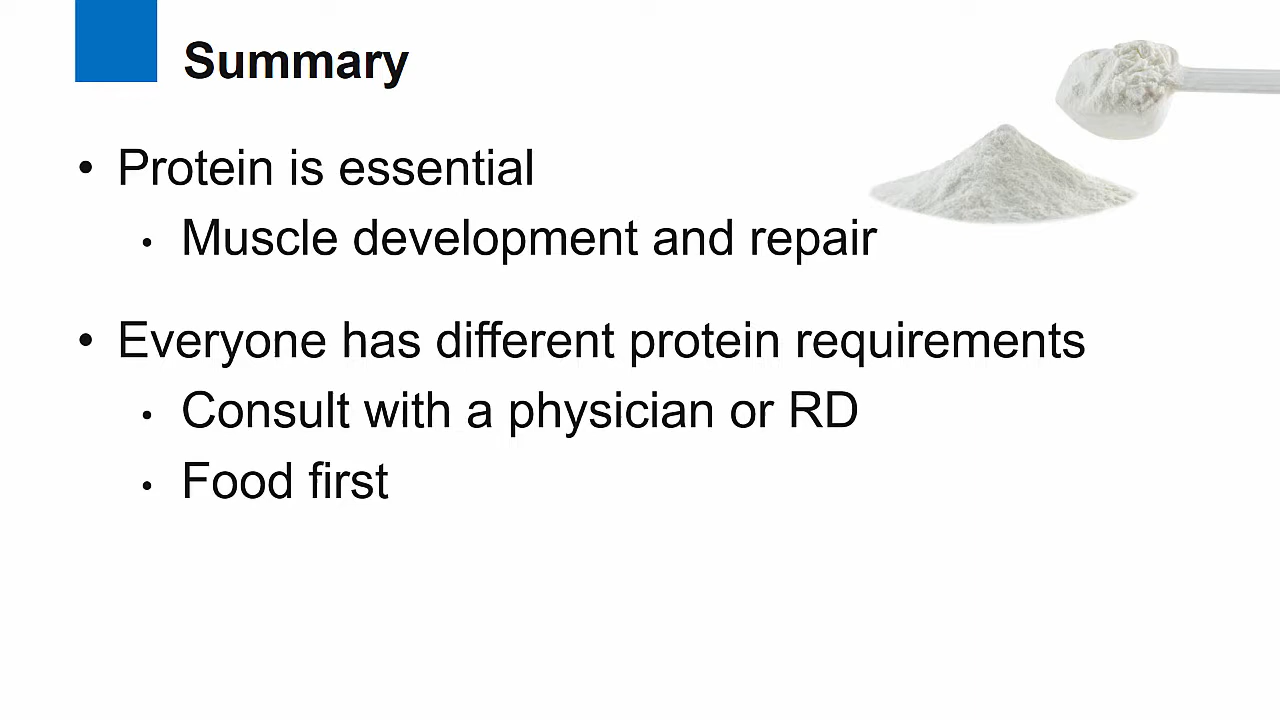 Summary
• Protein is essential
• Muscle development and repair
• Everyone has different protein requirements
• Consult with a physician or RD
• Food first